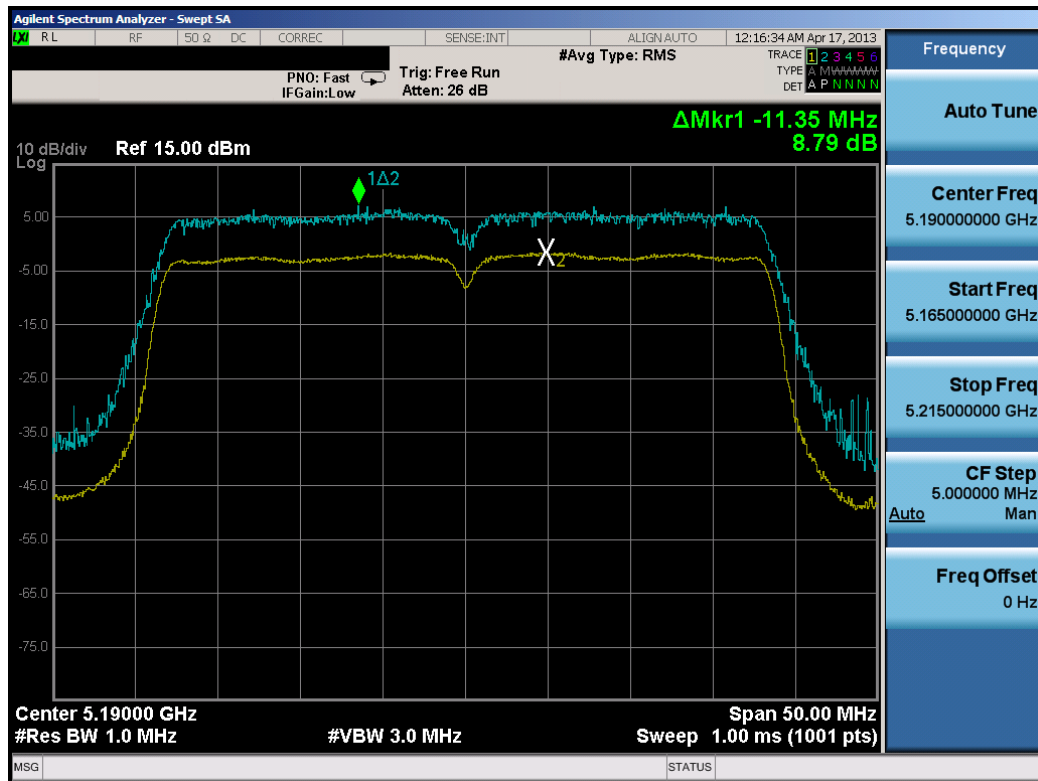 Agilent Spectrum Analyzer - Swept SA
LXI RL RF 50 Ω DC CORREC SENSE:INT ALIGNAUTO 12:16:34 AM Apr 17, 2013
#Avg Type: RMS
TRACE 1 2 3 4 5 6
TYPE A M W W W W
DET A P N N N N
PNO: Fast
IFGain:Low
Trig: Free Run
Atten: 26 dB
ΔMkr1 -11.35 MHz
8.79 dB
10 dB/div Ref 15.00 dBm
Log
1Δ2
5.00
2
-5.00
-15.0
-25.0
-35.0
-45.0
-55.0
-65.0
-75.0
Center 5.19000 GHz Span 50.00 MHz
#Res BW 1.0 MHz #VBW 3.0 MHz Sweep 1.00 ms (1001 pts)
MSG STATUS
Frequency
Auto Tune
Center Freq
5.190000000 GHz
Start Freq
5.165000000 GHz
Stop Freq
5.215000000 GHz
CF Step
5.000000 MHz
Auto Man
Freq Offset
0 Hz